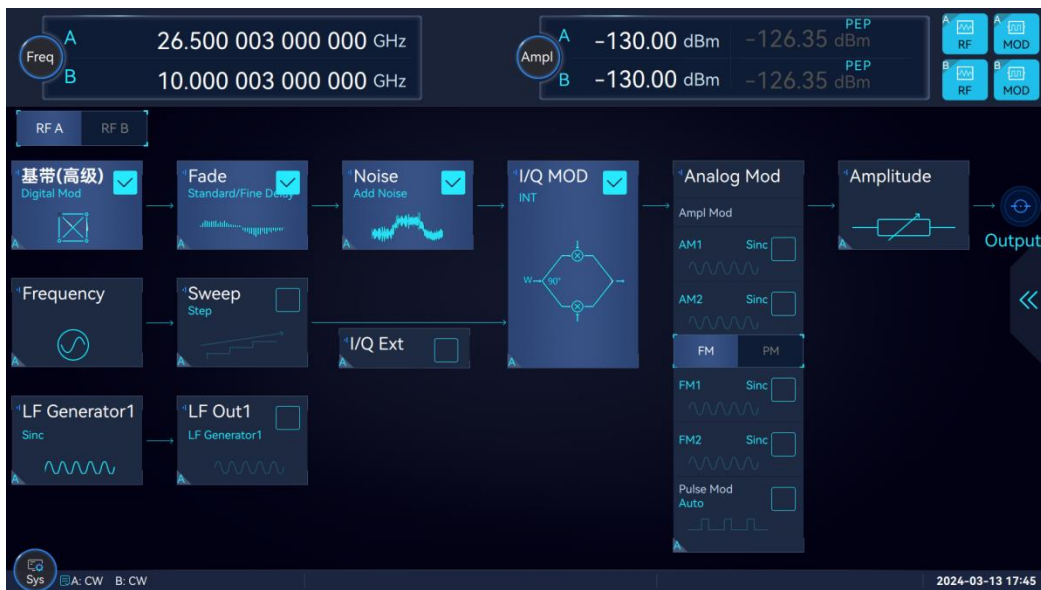 Freq
A 26.500 003 000 000 GHz
B 10.000 003 000 000 GHz
Ampl
PEP
A -130.00 dBm -126.35 dBm
PEP
B -130.00 dBm -126.35 dBm
A RF
A MOD
B RF
B MOD
RF A RF B
基带(高级)
Digital Mod
A
Fade
Standard/Fine Delay
A
Noise
Add Noise
A
I/Q MOD
INT
W
90°
A
Analog Mod
Ampl Mod
AM1 Sinc
AM2 Sinc
FM PM
FM1 Sinc
FM2 Sinc
Pulse Mod
Auto
A
Amplitude
A
Output
Frequency
A
Sweep
Step
A
I/Q Ext
A
LF Generator1
Sinc
A
LF Out1
LF Generator1
A
Sys
A: CW B: CW
2024-03-13 17:45